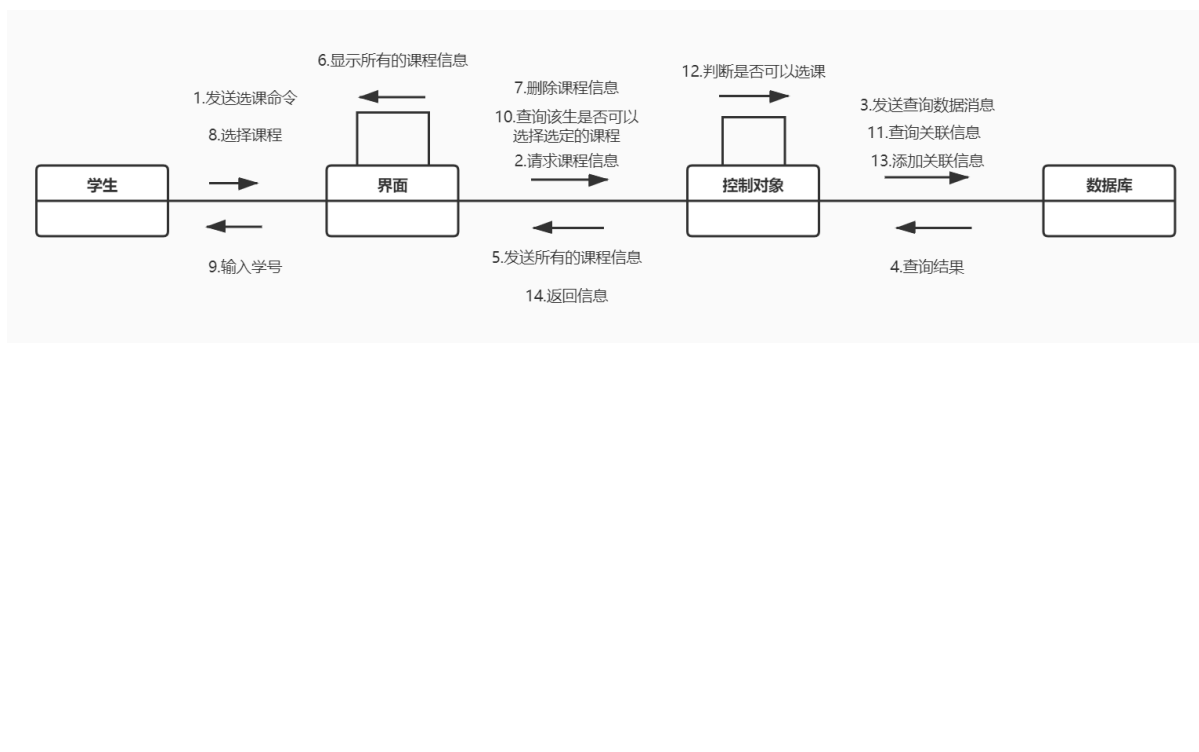 6.显示所有的课程信息
12.判断是否可以选课
7.删除课程信息
1.发送选课命令
3.发送查询数据消息
10.查询该生是否可以
选择选定的课程
8.选择课程
11.查询关联信息
2.请求课程信息
13.添加关联信息
学生
界面
控制对象
数据库
5.发送所有的课程信息
9.输入学号
4.查询结果
14.返回信息